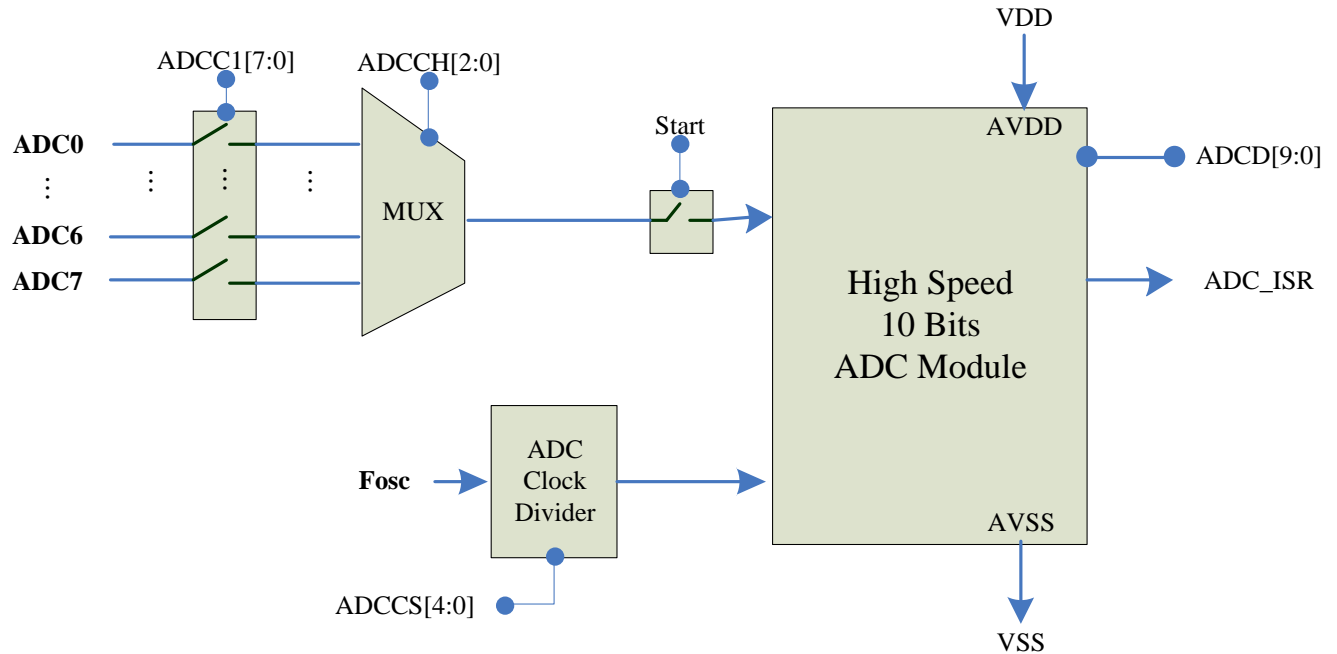 VDD
ADCC1[7:0]
ADCCH[2:0]
Start
AVDD
ADC0
ADCD[9:0]
MUX
ADC6
ADC7
ADC_ISR
High Speed
10 Bits
ADC Module
ADC
Clock
Divider
Fosc
AVSS
ADCCS[4:0]
VSS